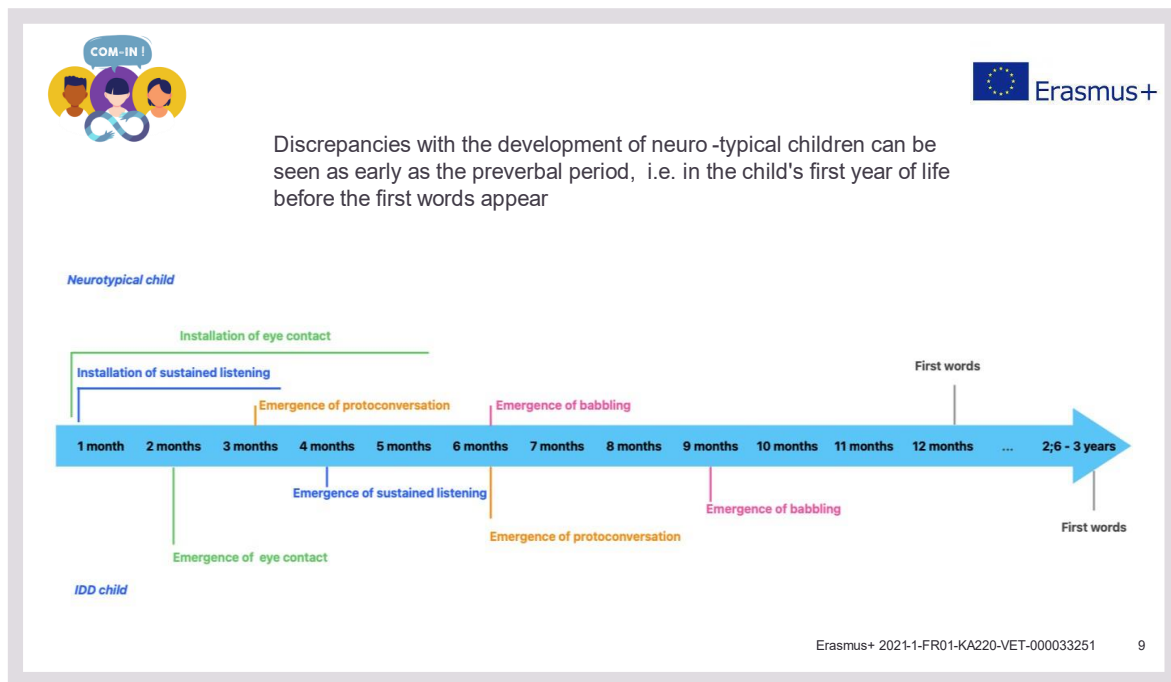 COM-IN !
Erasmus+
Discrepancies with the development of neuro -typical children can be
seen as early as the preverbal period, i.e. in the child's first year of life
before the first words appear
Neurotypical child
Installation of eye contact
Installation of sustained listening
First words
Emergence of protoconversation
Emergence of babbling
1 month 2 months 3 months 4 months 5 months 6 months 7 months 8 months 9 months 10 months 11 months 12 months ... 2;6 - 3 years
Emergence of sustained listening
Emergence of babbling
First words
Emergence of protoconversation
Emergence of eye contact
IDD child
Erasmus+ 2021-1-FR01-KA220-VET-000033251 9